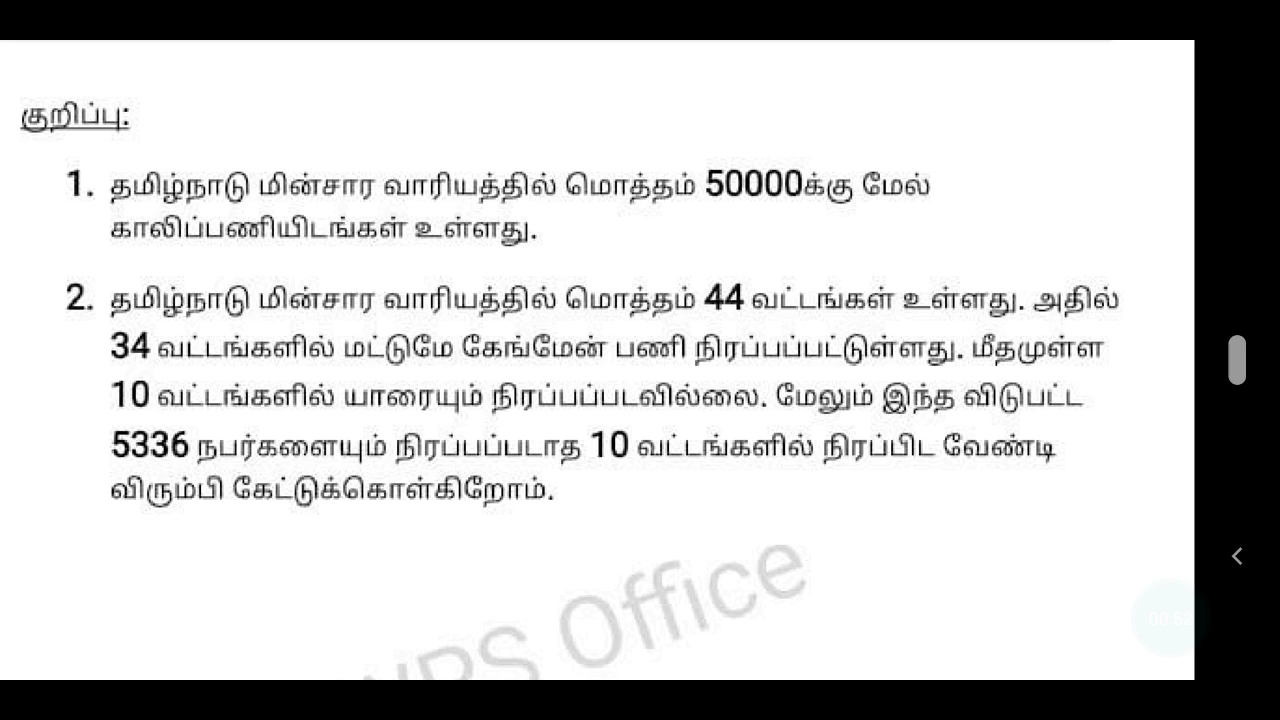 குறிப்பு:
1. தமிழ்நாடு மின்சார வாரியத்தில் மொத்தம் 50000க்கு மேல்
காலிப்பணியிடங்கள் உள்ளது.
2. தமிழ்நாடு மின்சார வாரியத்தில் மொத்தம் 44 வட்டங்கள் உள்ளது. அதில்
34 வட்டங்களில் மட்டுமே கேங்மேன் பணி நிரப்பப்பட்டுள்ளது. மீதமுள்ள
10 வட்டங்களில் யாரையும் நிரப்பப்படவில்லை. மேலும் இந்த விடுபட்ட
5336 நபர்களையும் நிரப்பப்படாத 10 வட்டங்களில் நிரப்பிட வேண்டி
விரும்பி கேட்டுக்கொள்கிறோம்.
Office